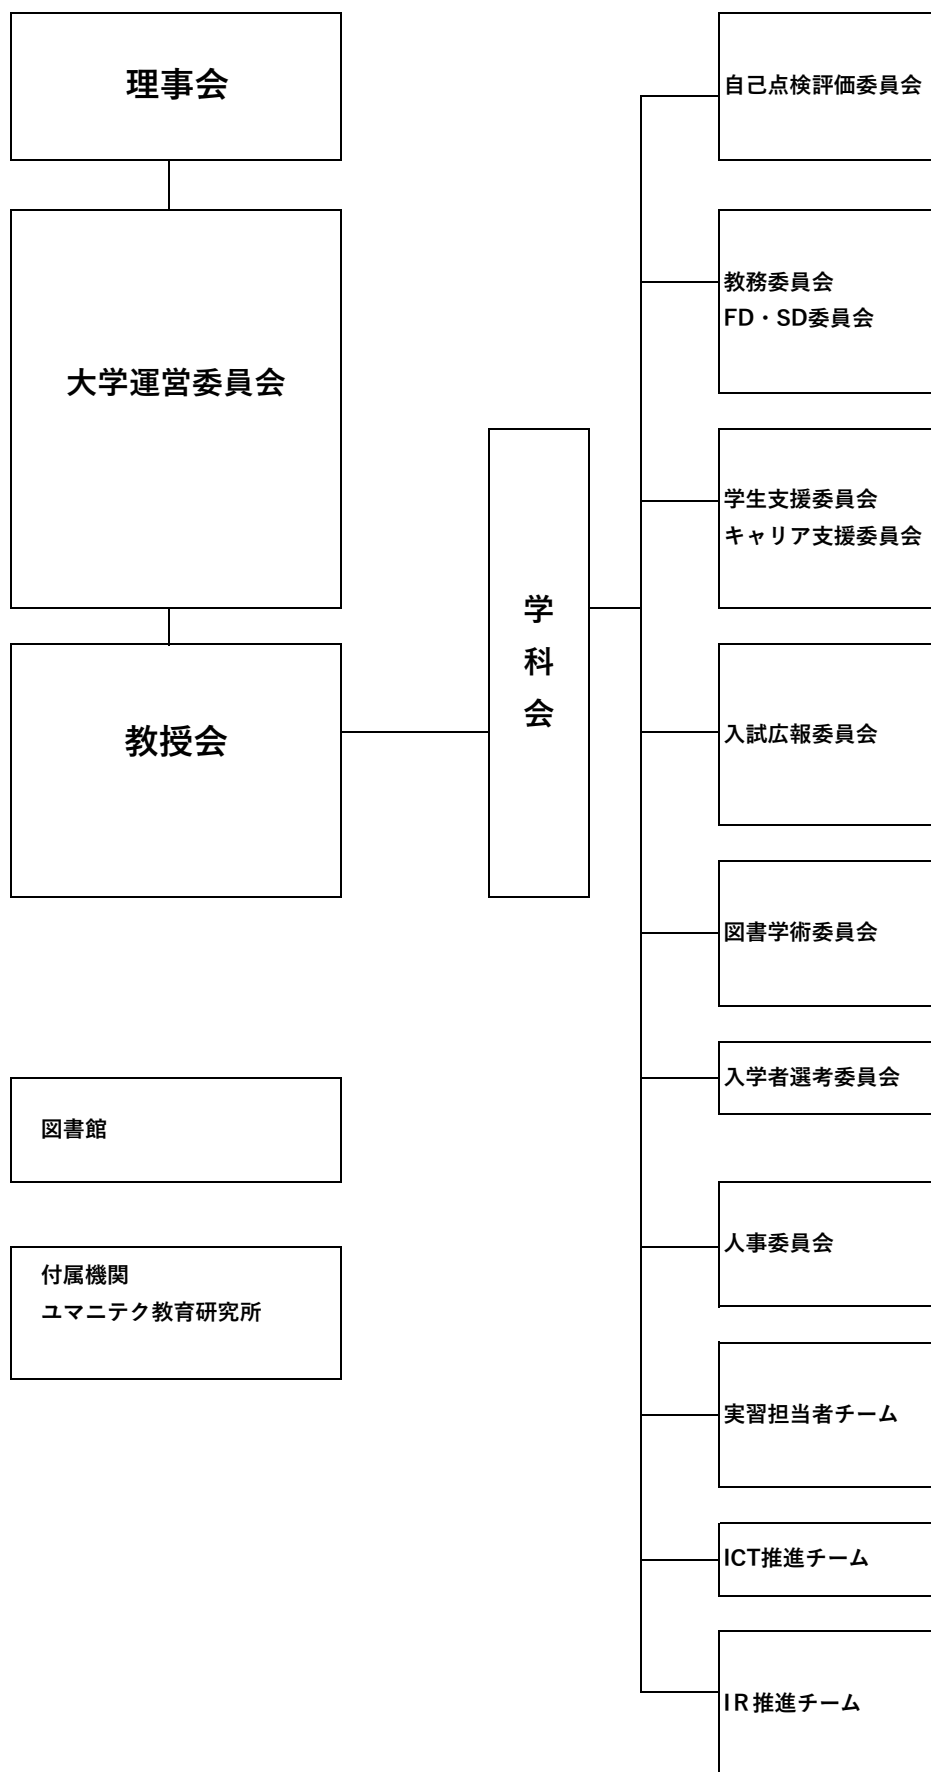 理事会
大学運営委員会
教授会
図書館
付属機関
ユマニテク教育研究所
学
科
会
自己点検評価委員会
教務委員会
FD・SD委員会
学生支援委員会
キャリア支援委員会
入試広報委員会
図書学術委員会
入学者選考委員会
人事委員会
実習担当者チーム
ICT推進チーム
IR推進チーム